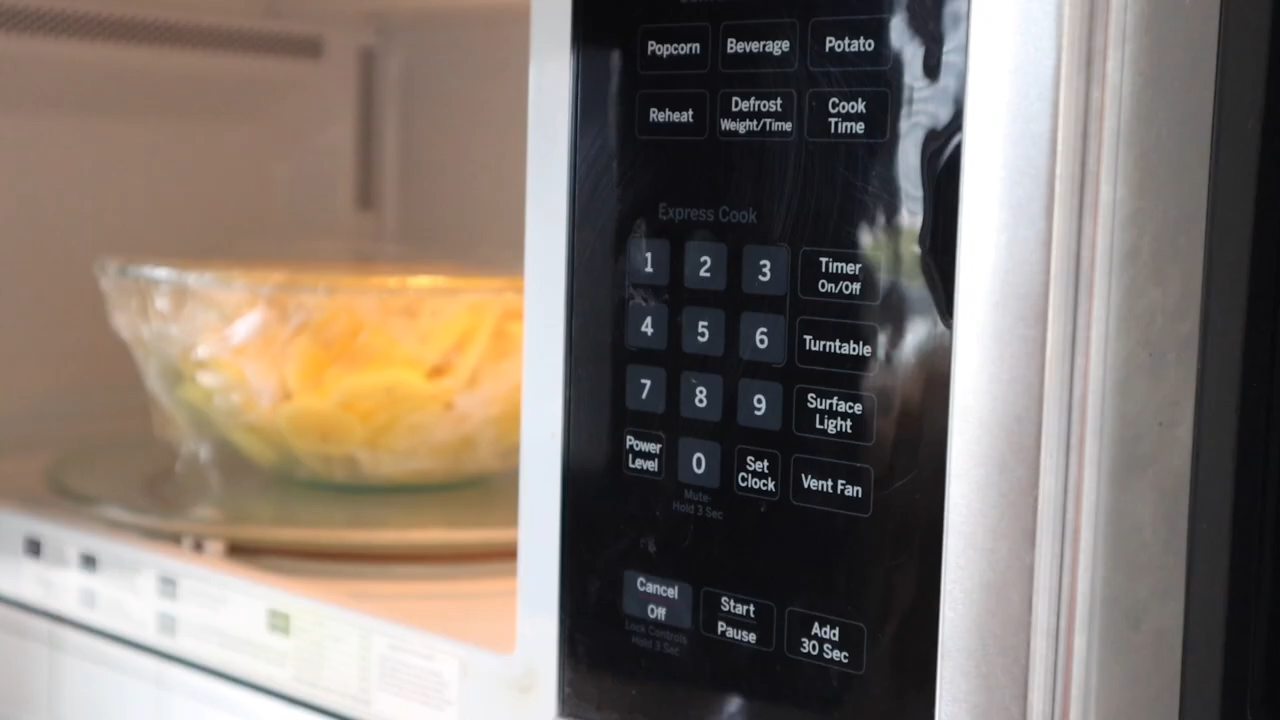 Popcorn
Beverage
Potato
Reheat
Defrost
Weight/Time
Cook
Time
Express Cook
1
2
3
Timer
On/Off
4
5
6
Turntable
7
8
9
Surface
Light
Power
Level
0
Set
Clock
Vent Fan
Mute-
Hold 3 Sec
Cancel
Off
Start
Pause
Add
30 Sec
Lock Controls
Hold 3 Sec